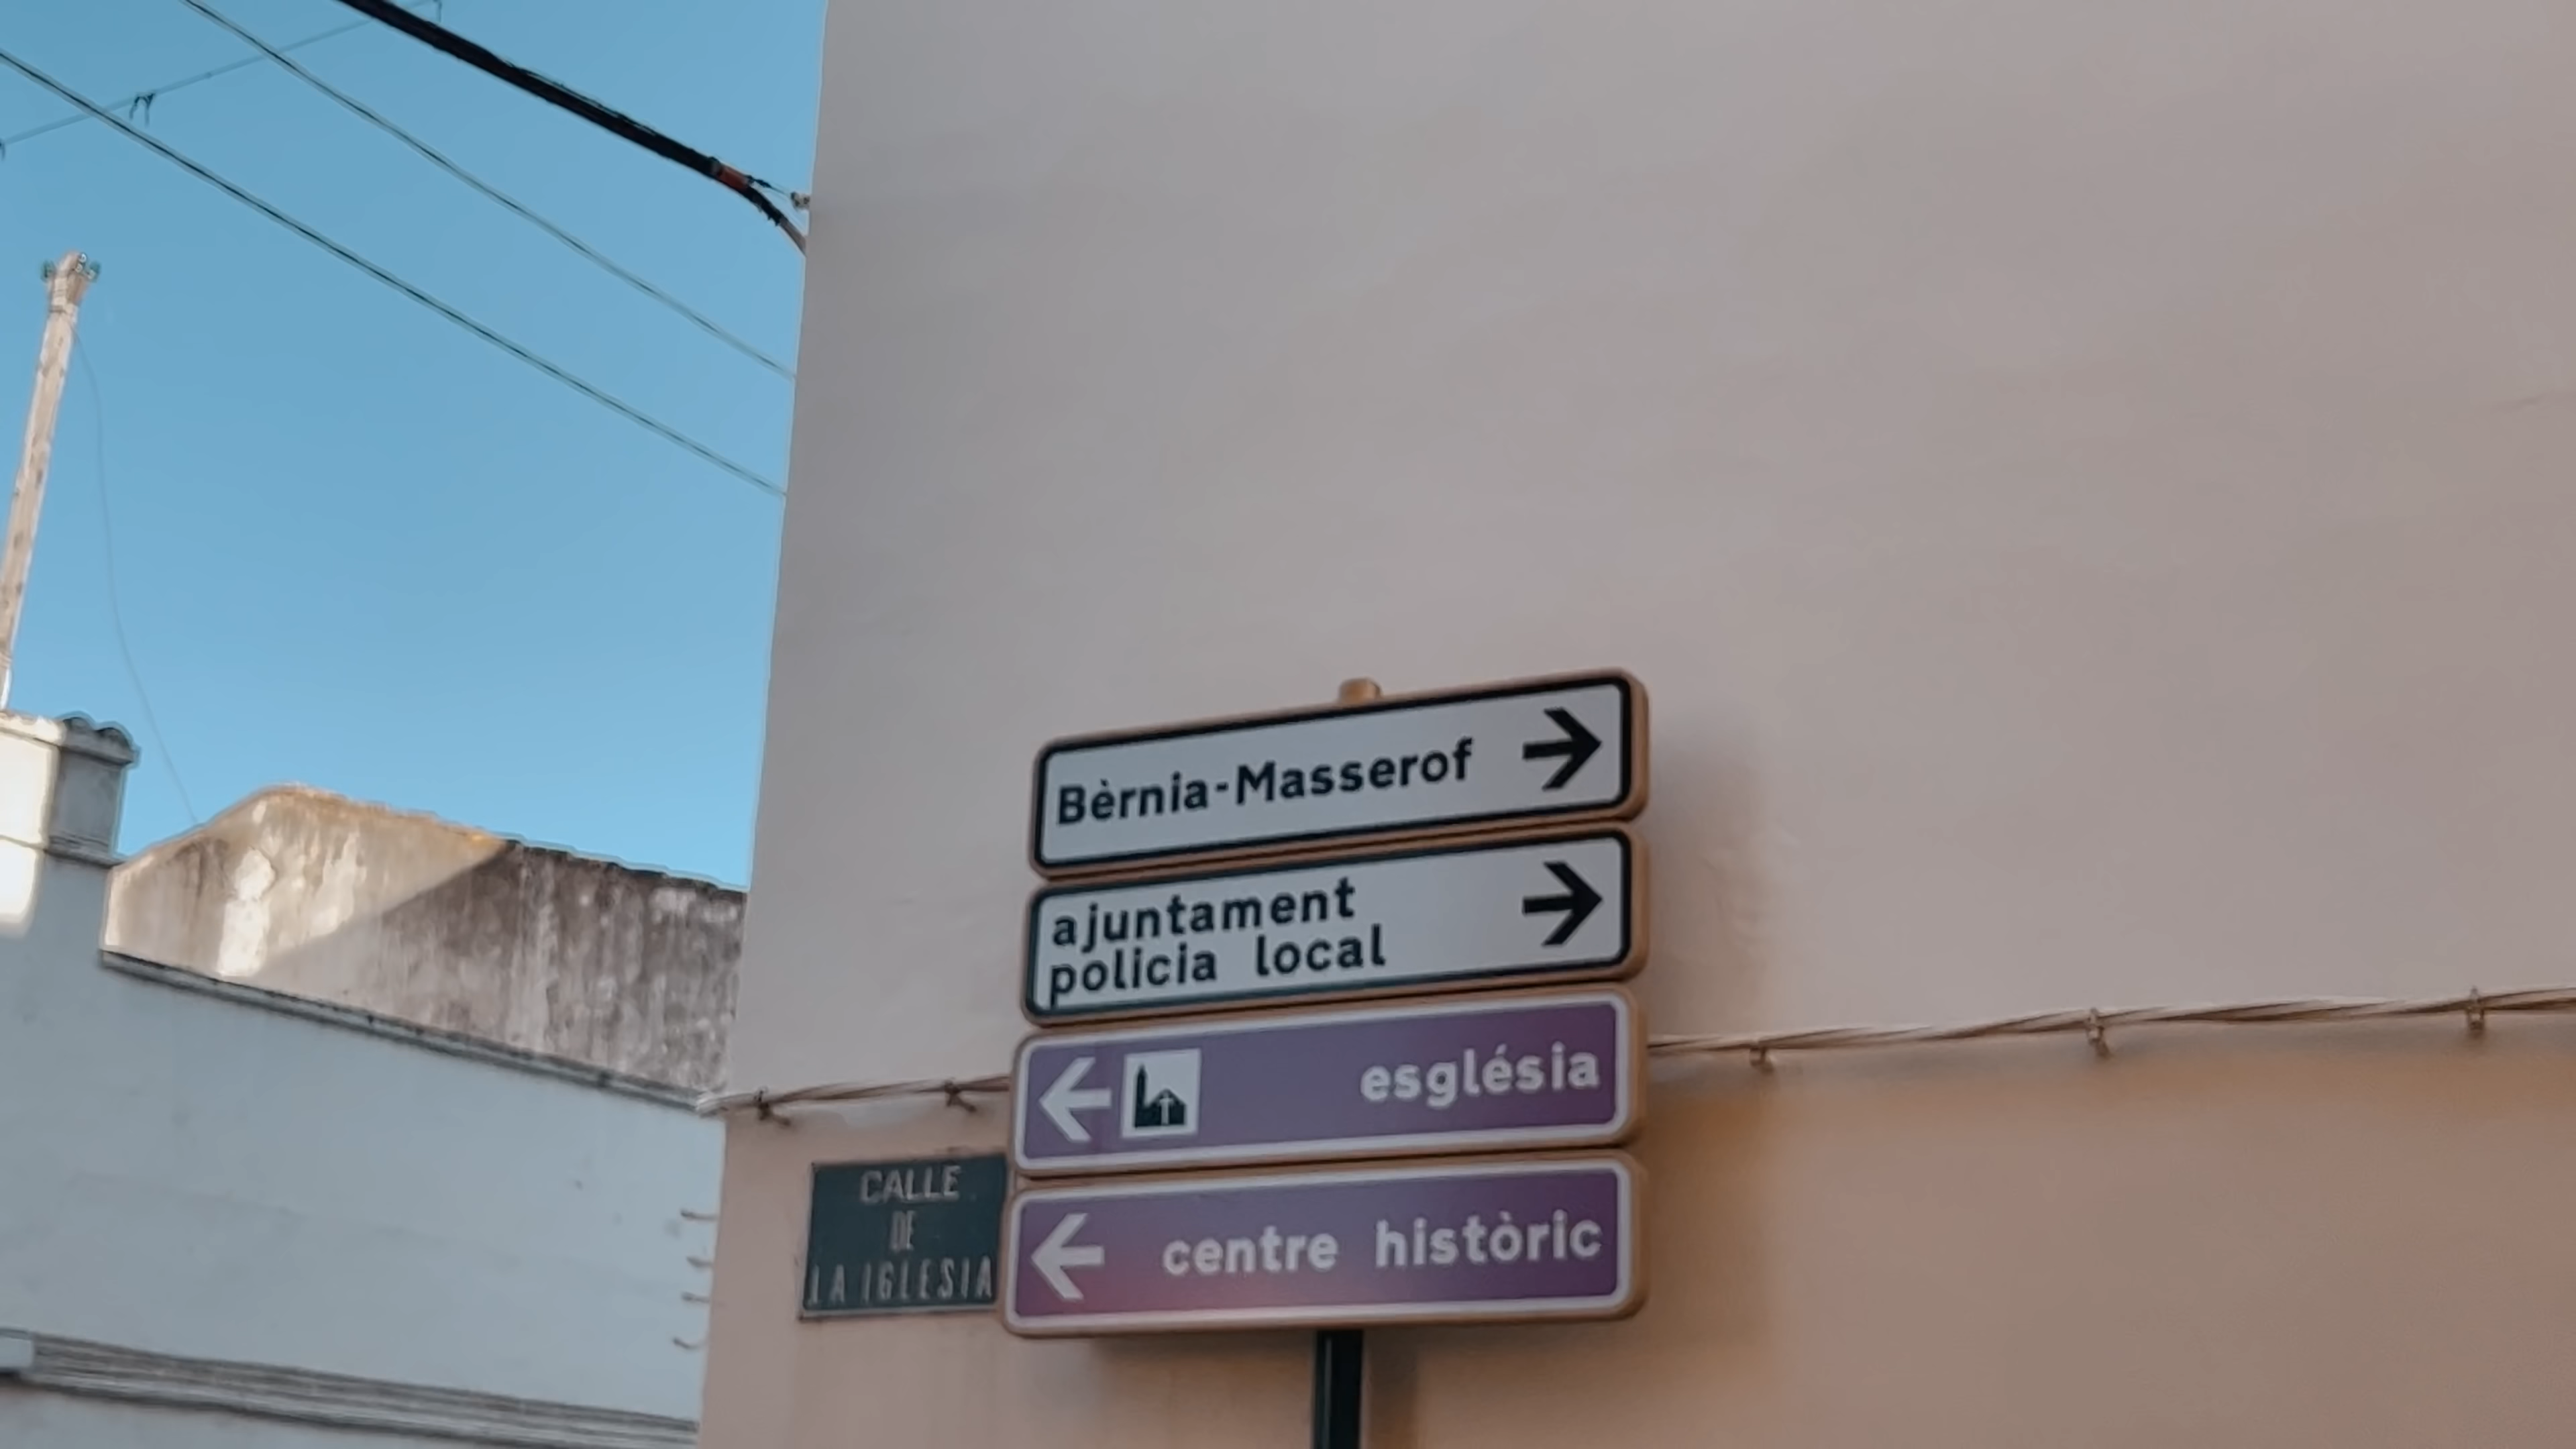 Bèrnia-Masserof
ajuntament
policia local
església
centre històric
CALLE
DE
LA IGLESIA